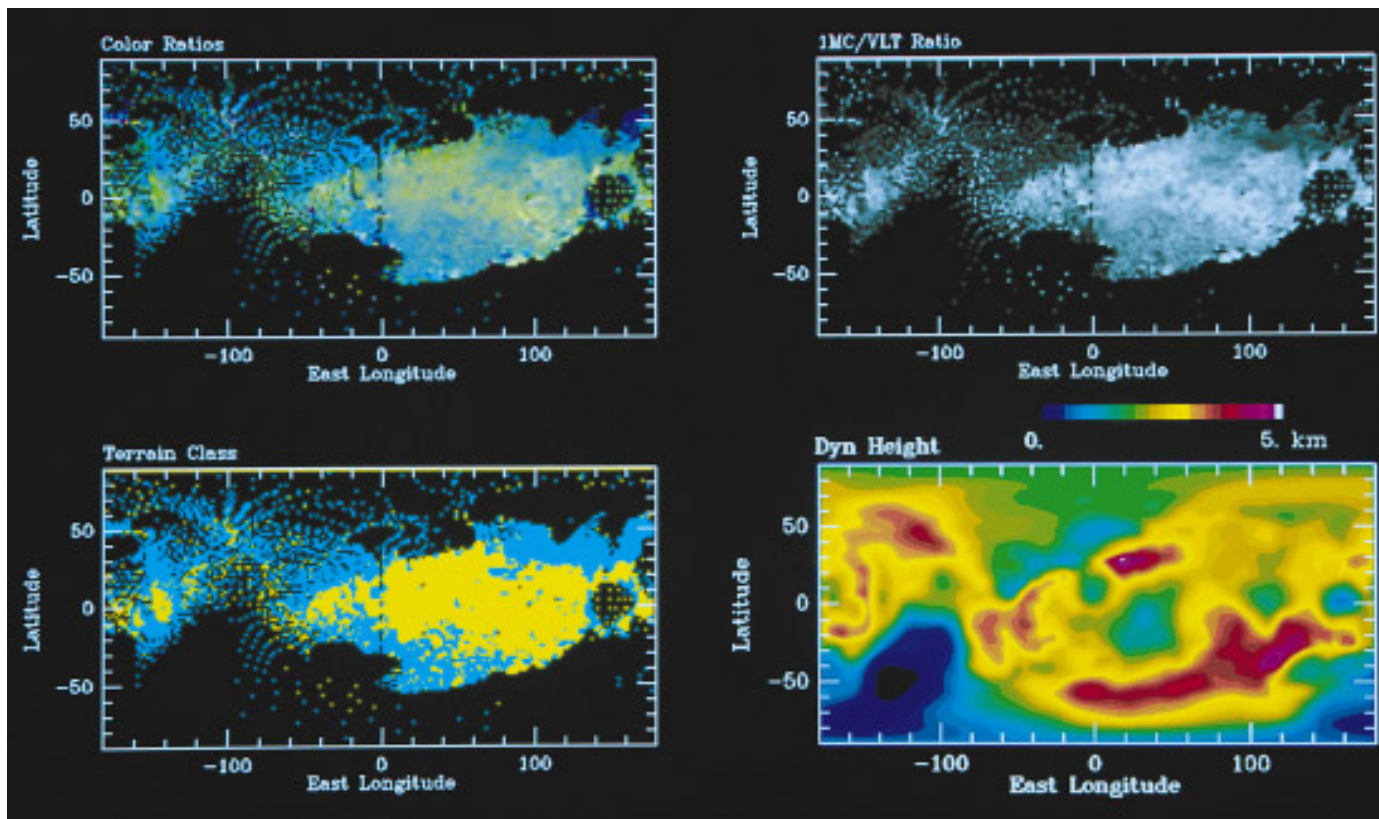 Color Ratios
50
0
-50
Latitude
-100 0 100
East Longitude
1MC/VLT Ratio
50
0
-50
Latitude
-100 0 100
East Longitude
Terrain Class
50
0
-50
Latitude
-100 0 100
East Longitude
0. 5. km
Dyn Height
50
0
-50
Latitude
-100 0 100
East Longitude